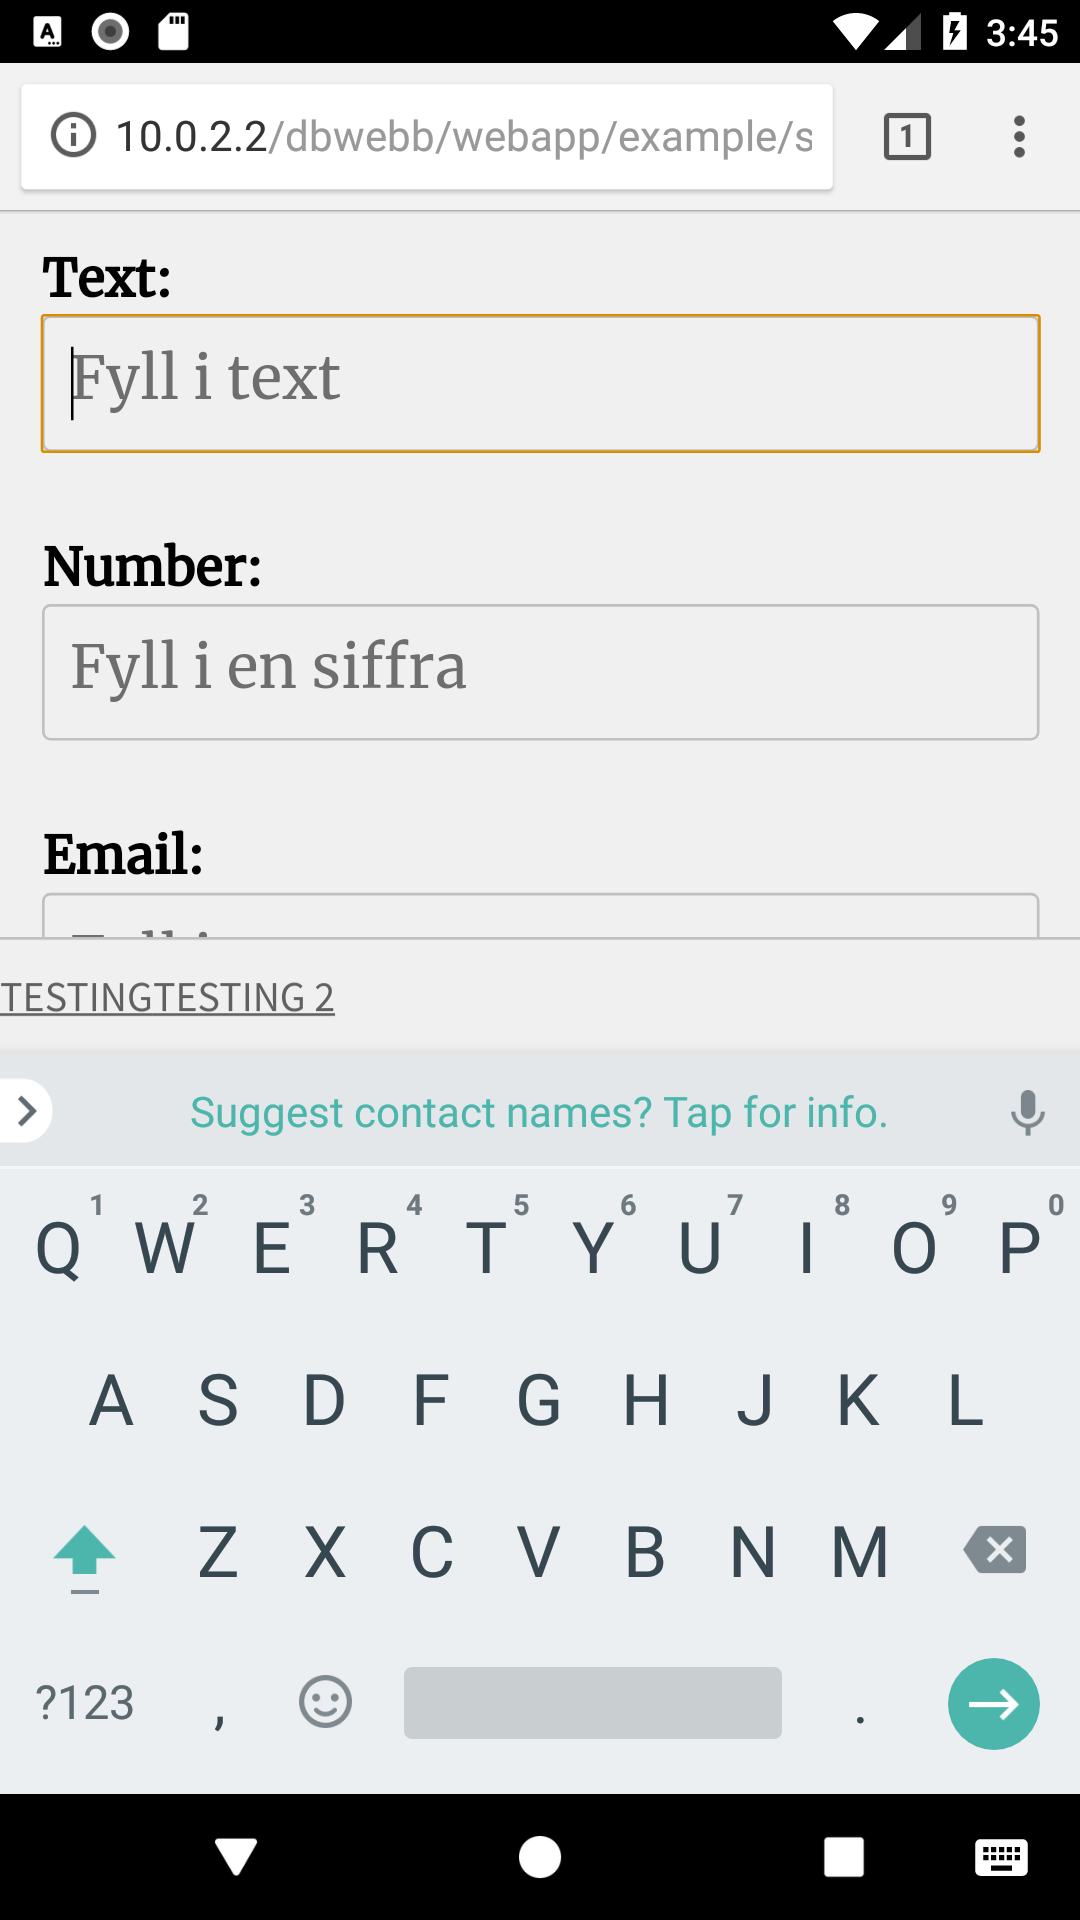 3:45
10.0.2.2/dbwebb/webapp/example/s
1
Text:
Fyll i text
Number:
Fyll i en siffra
Email:
TESTINGTESTING 2
Suggest contact names? Tap for info.
1 2 3 4 5 6 7 8 9 0
Q W E R T Y U I O P
A S D F G H J K L
Z X C V B N M
?123 , .